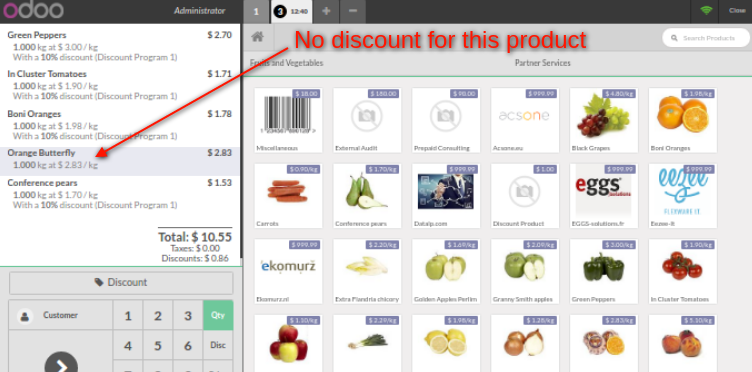 odoo
Administrator
1
3 12:40
+
−
Close
Search Products
No discount for this product
Fruits and Vegetables
Partner Services
Green Peppers $ 2.70
1.000 kg at $ 3.00 / kg
With a 10% discount (Discount Program 1)
In Cluster Tomatoes $ 1.71
1.000 kg at $ 1.90 / kg
With a 10% discount (Discount Program 1)
Boni Oranges $ 1.78
1.000 kg at $ 1.98 / kg
With a 10% discount (Discount Program 1)
Orange Butterfly $ 2.83
1.000 kg at $ 2.83 / kg
Conference pears $ 1.53
1.000 kg at $ 1.70 / kg
With a 10% discount (Discount Program 1)
Total: $ 10.55
Taxes: $ 0.00
Discounts: $ 0.86
Discount
Customer
1 2 3 Qty
4 5 6 Disc
$ 18.00 $ 180.00 $ 90.00 $ 999.99 $ 4.80/kg $ 1.98/kg
acsone
Miscellaneous External Audit Prepaid Consulting Acsone.eu Black Grapes Boni Oranges
$ 0.90/kg $ 1.70/kg $ 999.99 $ 1.00 $ 999.99 $ 999.99
eggs solutions
eezee
Carrots Conference pears Dataip.com Discount Product EGGS-solutions.fr Eezee-It
$ 999.99 $ 2.20/kg $ 1.69/kg $ 2.09/kg $ 3.00/kg $ 1.90/kg
ekomurz
Ekomurz.nl Extra Flandria chicory Golden Apples Perlim Granny Smith apples Green Peppers In Cluster Tomatoes
$ 1.10/kg $ 2.29/kg $ 1.98/kg $ 1.28/kg $ 2.83/kg $ 5.10/kg